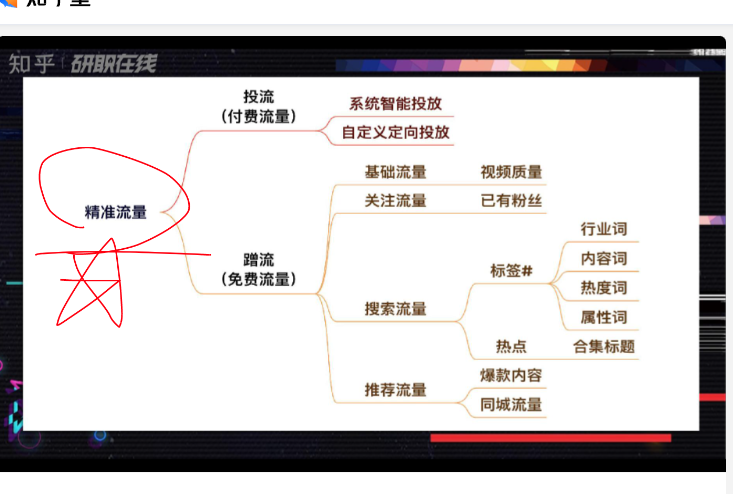 知乎 研职在线
投流
(付费流量)
系统智能投放
自定义定向投放
精准流量
蹭流
(免费流量)
基础流量
视频质量
关注流量
已有粉丝
搜索流量
标签#
行业词
内容词
热度词
属性词
热点
合集标题
推荐流量
爆款内容
同城流量